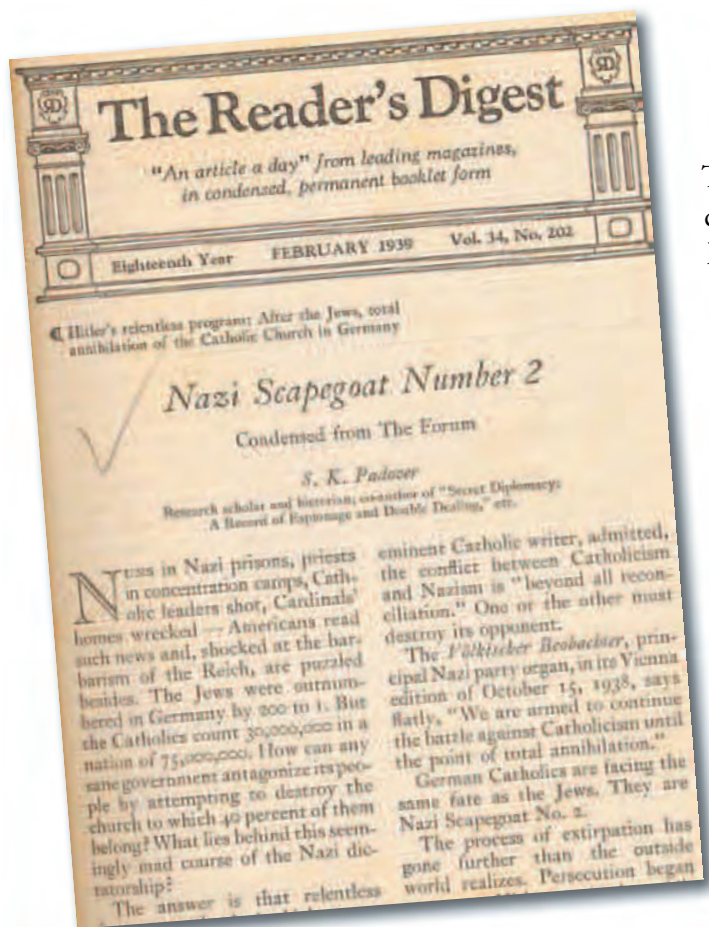 RD
RD
The Reader's Digest
"An article a day" from leading magazines,
in condensed, permanent booklet form
Eighteenth Year FEBRUARY 1939 Vol. 34, No. 202
¶ Hitler's relentless program: After the Jews, total
annihilation of the Catholic Church in Germany
Nazi Scapegoat Number 2
Condensed from The Forum
S. K. Padover
Research scholar and historian; co-author of "Secret Diplomacy:
A Record of Espionage and Double Dealing," etc.
Nuns in Nazi prisons, priests
in concentration camps, Cath-
olic leaders shot, Cardinals'
homes wrecked — Americans read
such news and, shocked at the bar-
barism of the Reich, are puzzled
besides. The Jews were outnum-
bered in Germany by 200 to 1. But
the Catholics count 30,000,000 in a
nation of 75,000,000. How can any
sane government antagonize its peo-
ple by attempting to destroy the
church to which 40 percent of them
belong? What lies behind this seem-
ingly mad course of the Nazi dic-
tatorship?
The answer is that relentless
eminent Catholic writer, admitted,
the conflict between Catholicism
and Nazism is "beyond all recon-
ciliation." One or the other must
destroy its opponent.
The Völkischer Beobachter, prin-
cipal Nazi party organ, in its Vienna
edition of October 15, 1938, says
flatly, "We are armed to continue
the battle against Catholicism until
the point of total annihilation."
German Catholics are facing the
same fate as the Jews. They are
Nazi Scapegoat No. 2.
The process of extirpation has
gone further than the outside
world realizes. Persecution began